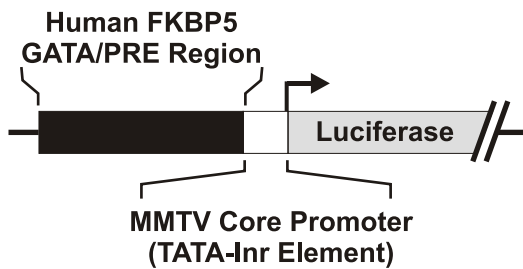 Human FKBP5
GATA/PRE Region
Luciferase
MMTV Core Promoter
(TATA-Inr Element)